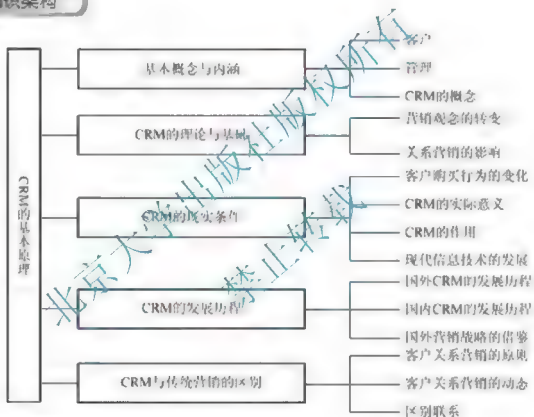 识架构
CRM的基本原理
基本概念与内涵
客户
管理
CRM的概念
CRM的理论与基础
营销观念的转变
关系营销的影响
CRM的现实条件
客户购买行为的变化
CRM的实际意义
CRM的作用
现代信息技术的发展
CRM的发展历程
国外CRM的发展历程
国内CRM的发展历程
国外营销战略的借鉴
CRM与传统营销的区别
客户关系营销的原则
客户关系营销的动态
区别联系
北京大学出版社版权所有
禁止转载